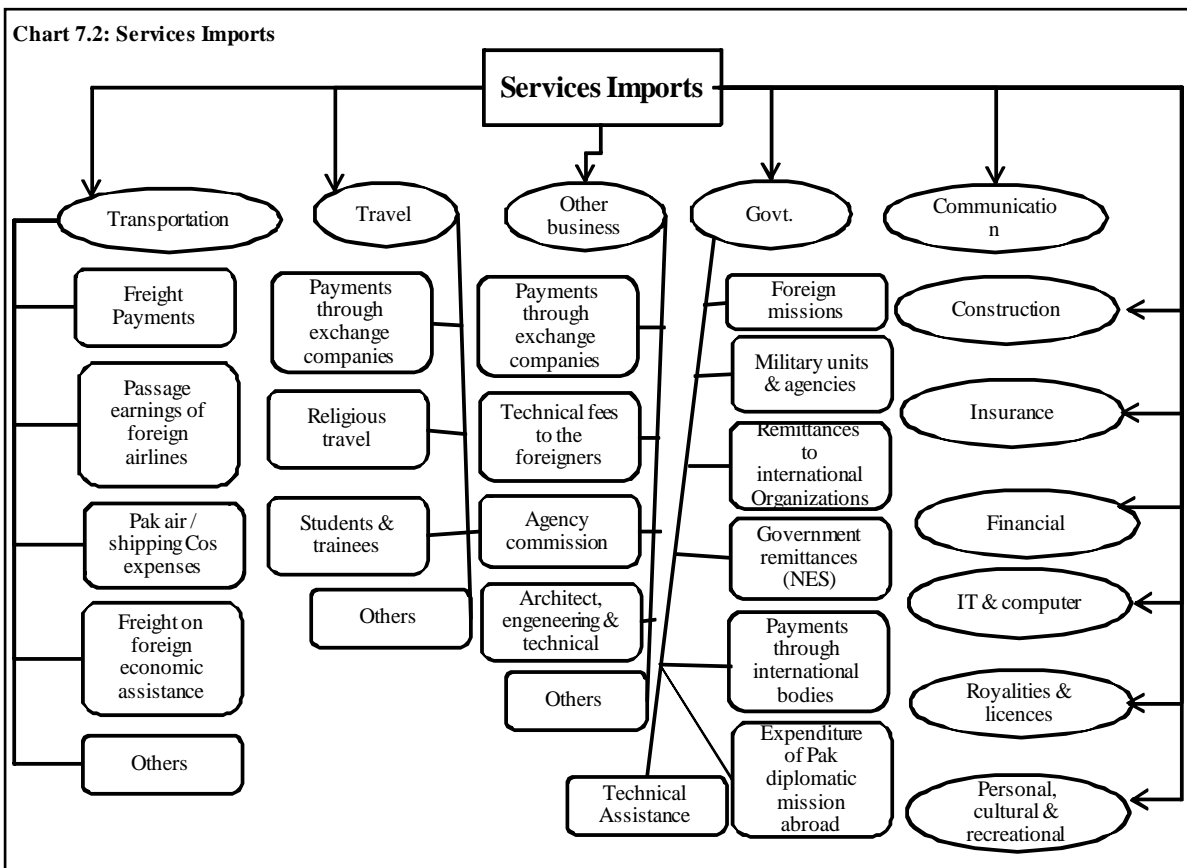 Chart 7.2: Services Imports
Services Imports
Transportation
Freight
Payments
Passage
earnings of
foreign
airlines
Pak air /
shipping Cos
expenses
Freight on
foreign
economic
assistance
Others
Travel
Payments
through
exchange
companies
Religious
travel
Students &
trainees
Others
Other
business
Payments
through
exchange
companies
Technical fees
to the
foreigners
Agency
commission
Architect,
engeneering &
technical
Others
Govt.
Foreign
missions
Military units
& agencies
Remittances
to
international
Organizations
Government
remittances
(NES)
Payments
through
international
bodies
Expenditure
of Pak
diplomatic
mission
abroad
Technical
Assistance
Communicatio
n
Construction
Insurance
Financial
IT & computer
Royalities &
licences
Personal,
cultural &
recreational